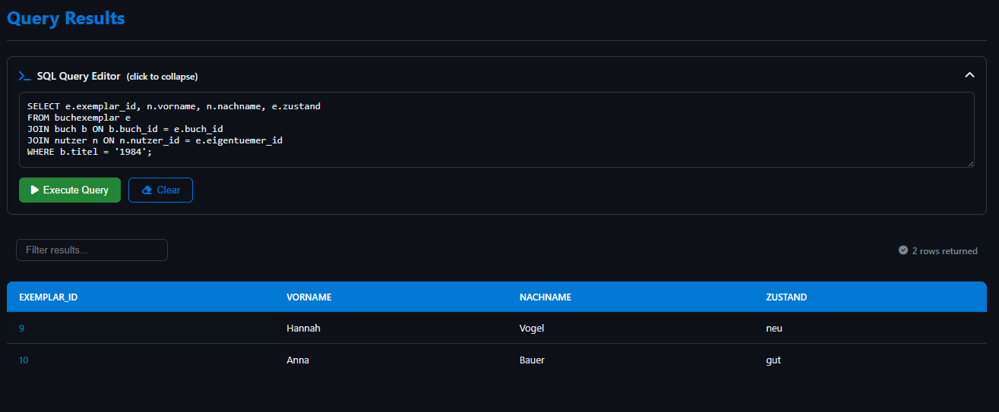 Query Results
SQL Query Editor (click to collapse)
SELECT e.exemplar_id, n.vorname, n.nachname, e.zustand
FROM buchexemplar e
JOIN buch b ON b.buch_id = e.buch_id
JOIN nutzer n ON n.nutzer_id = e.eigentuemer_id
WHERE b.titel = '1984';
Execute Query Clear
Filter results... 2 rows returned
EXEMPLAR_ID VORNAME NACHNAME ZUSTAND
9 Hannah Vogel neu
10 Anna Bauer gut